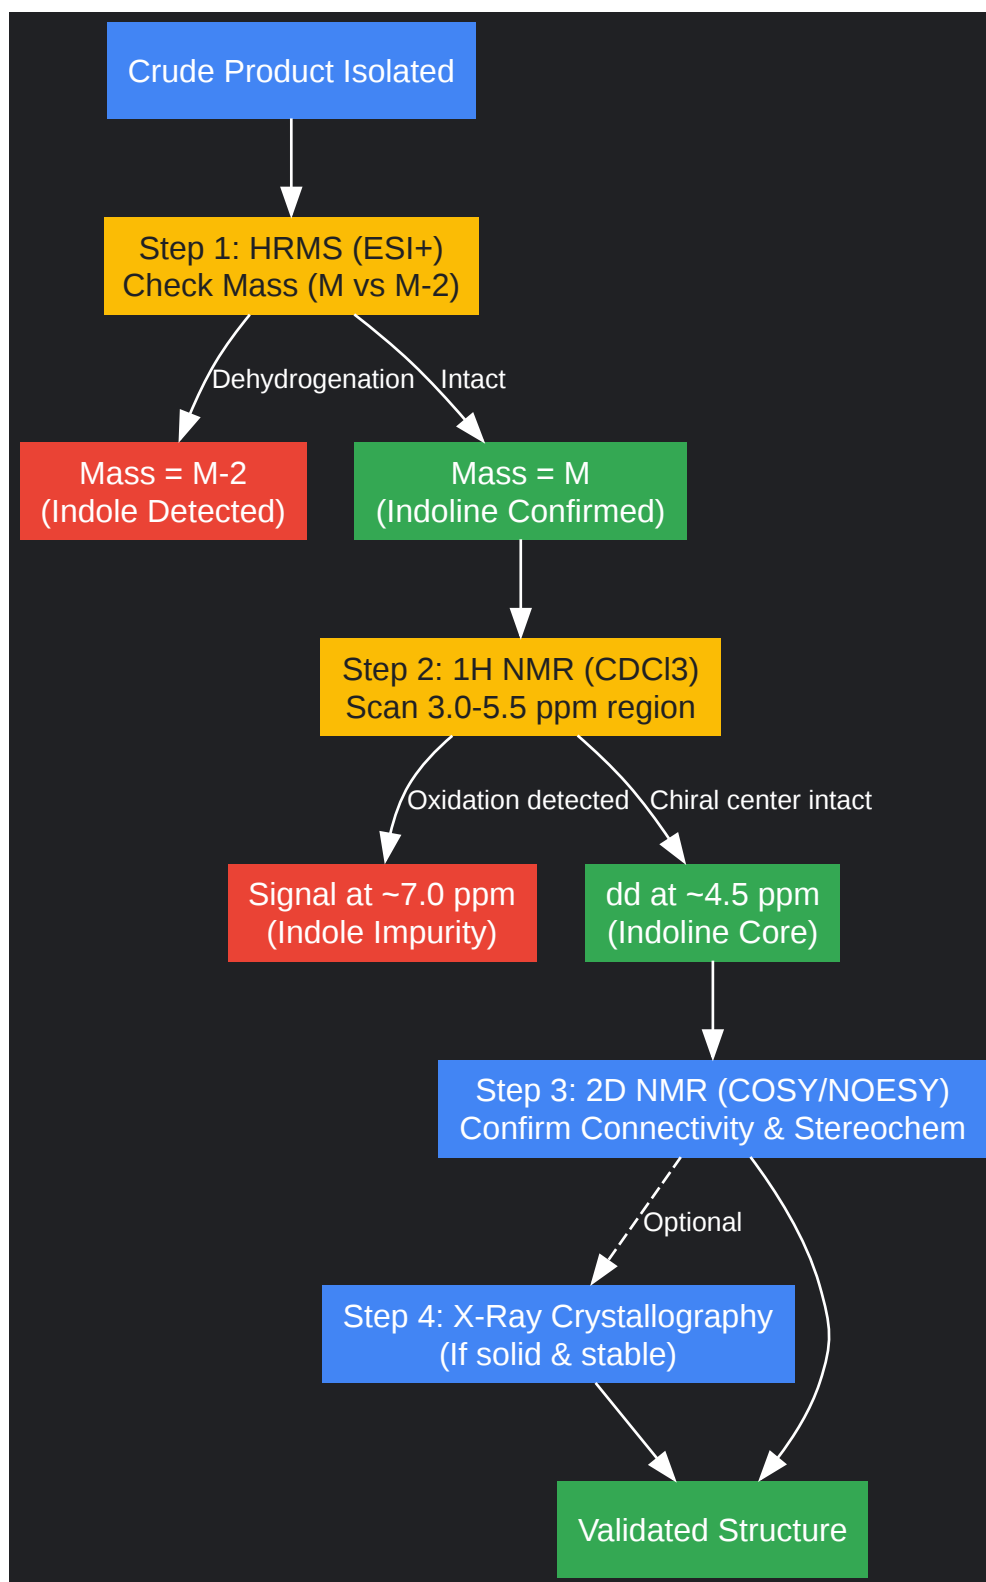 Crude Product Isolated
Step 1: HRMS (ESI+)
Check Mass (M vs M-2)
Dehydrogenation
Intact
Mass = M-2
(Indole Detected)
Mass = M
(Indoline Confirmed)
Step 2: 1H NMR (CDCl3)
Scan 3.0-5.5 ppm region
Oxidation detected
Chiral center intact
Signal at ~7.0 ppm
(Indole Impurity)
dd at ~4.5 ppm
(Indoline Core)
Step 3: 2D NMR (COSY/NOESY)
Confirm Connectivity & Stereochem
Optional
Step 4: X-Ray Crystallography
(If solid & stable)
Validated Structure